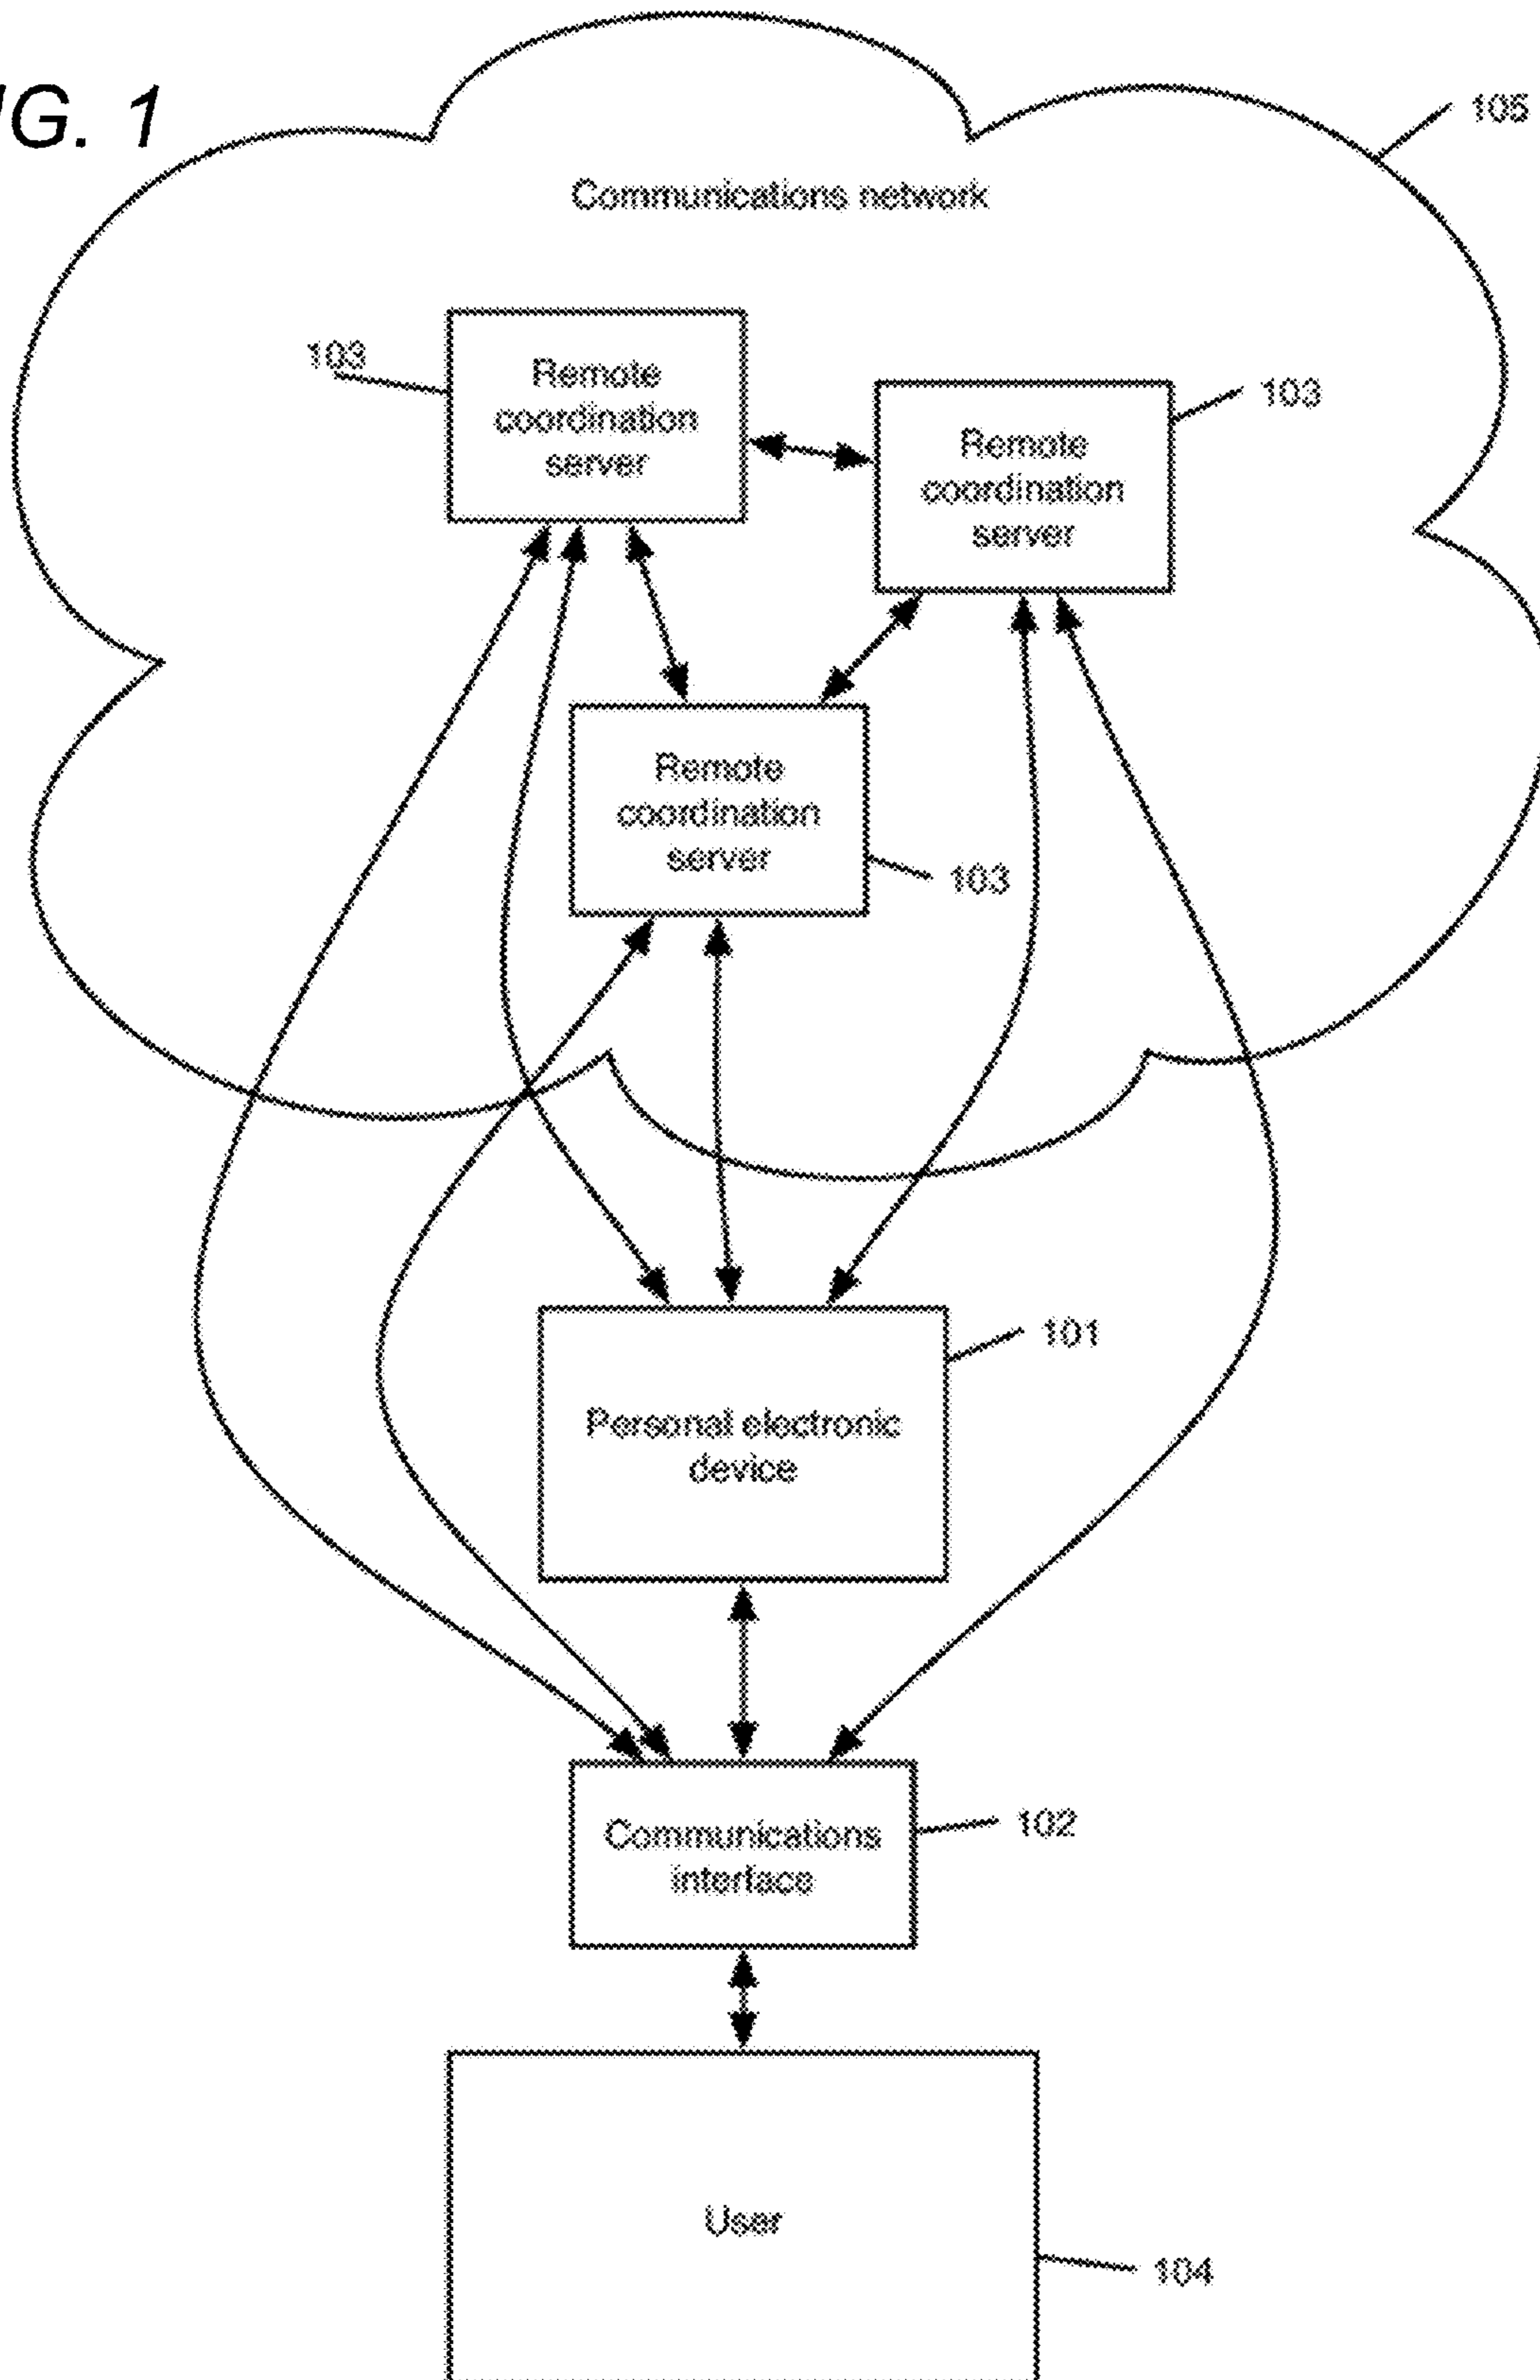 IG. 1
105
Communications network
103
Remote
coordination
server
103
Remote
coordination
server
Remote
coordination
server
103
101
Personal electronic
device
Communications
interface
102
User
104